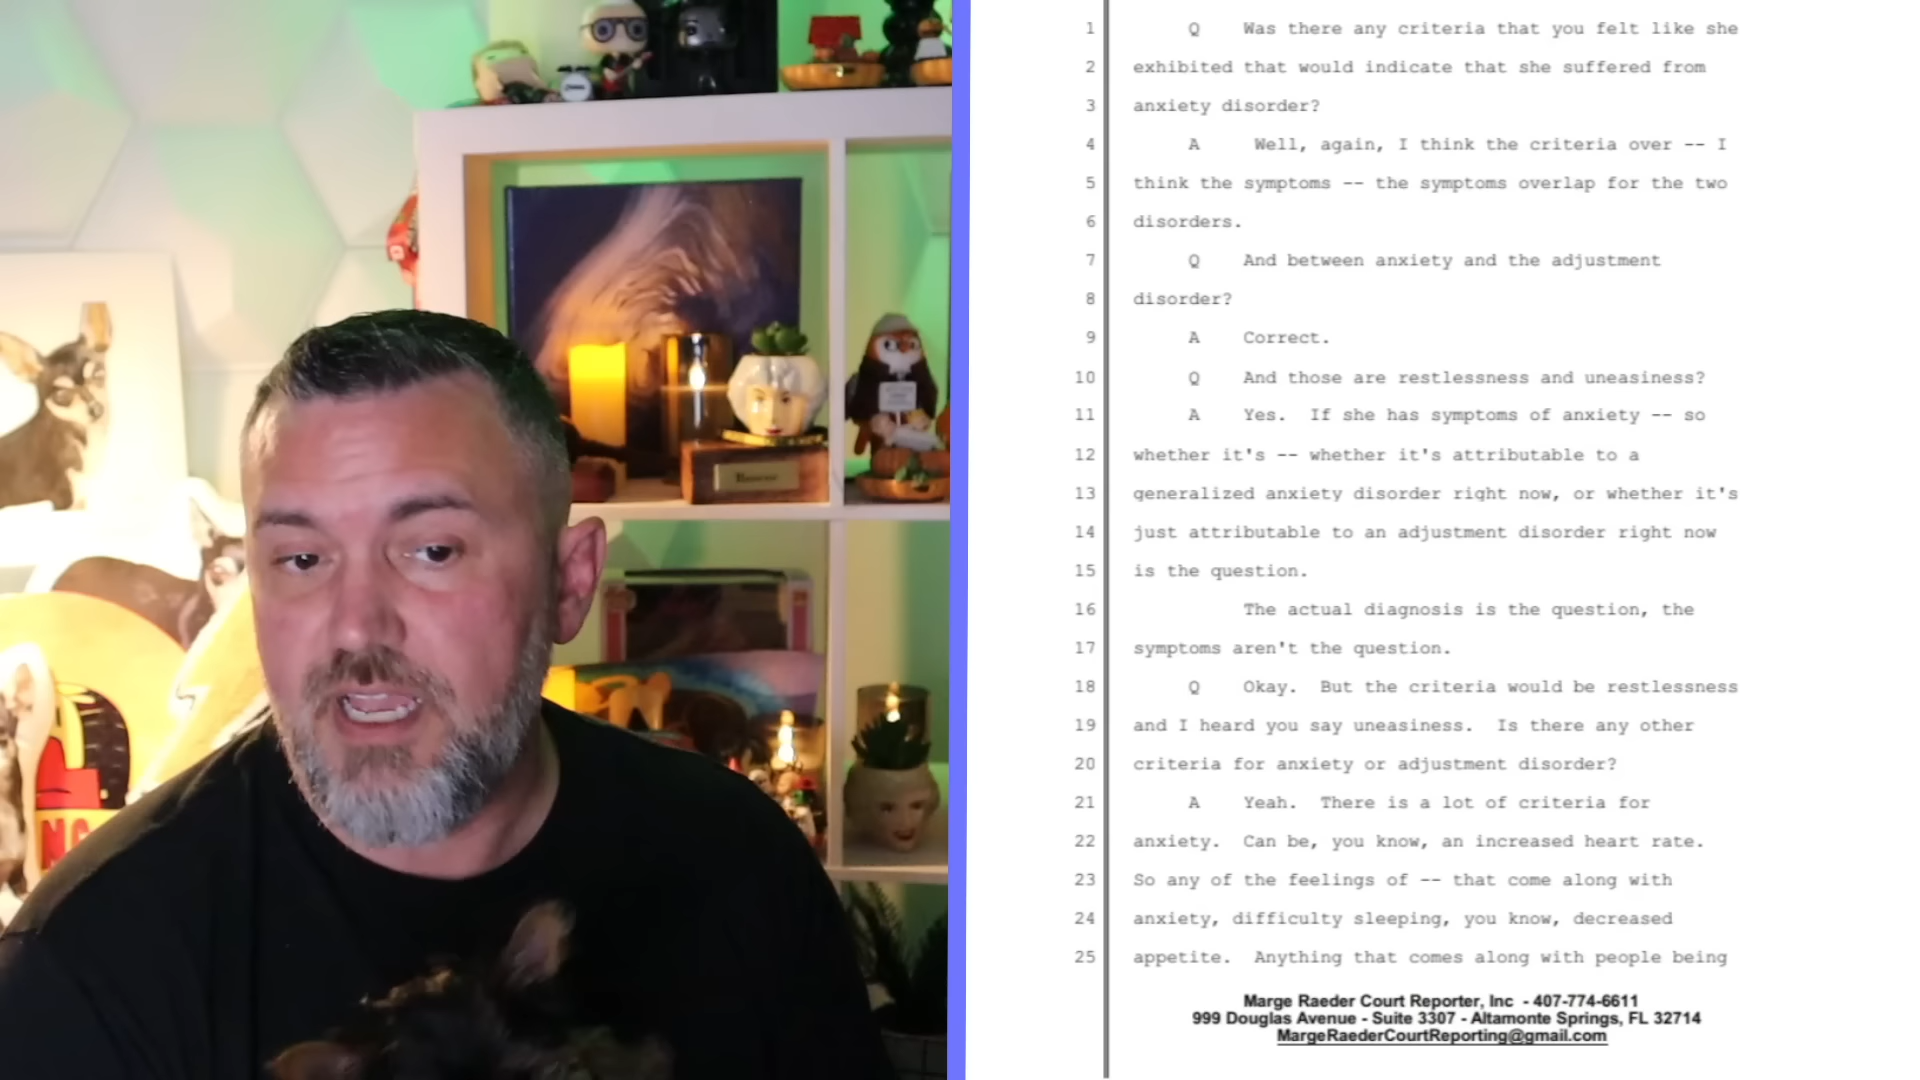 1 Q Was there any criteria that you felt like she
2 exhibited that would indicate that she suffered from
3 anxiety disorder?
4 A Well, again, I think the criteria over -- I
5 think the symptoms -- the symptoms overlap for the two
6 disorders.
7 Q And between anxiety and the adjustment
8 disorder?
9 A Correct.
10 Q And those are restlessness and uneasiness?
11 A Yes. If she has symptoms of anxiety -- so
12 whether it's -- whether it's attributable to a
13 generalized anxiety disorder right now, or whether it's
14 just attributable to an adjustment disorder right now
15 is the question.
16 The actual diagnosis is the question, the
17 symptoms aren't the question.
18 Q Okay. But the criteria would be restlessness
19 and I heard you say uneasiness. Is there any other
20 criteria for anxiety or adjustment disorder?
21 A Yeah. There is a lot of criteria for
22 anxiety. Can be, you know, an increased heart rate.
23 So any of the feelings of -- that come along with
24 anxiety, difficulty sleeping, you know, decreased
25 appetite. Anything that comes along with people being
Marge Raeder Court Reporter, Inc - 407-774-6611
999 Douglas Avenue - Suite 3307 - Altamonte Springs, FL 32714
MargeRaederCourtReporting@gmail.com